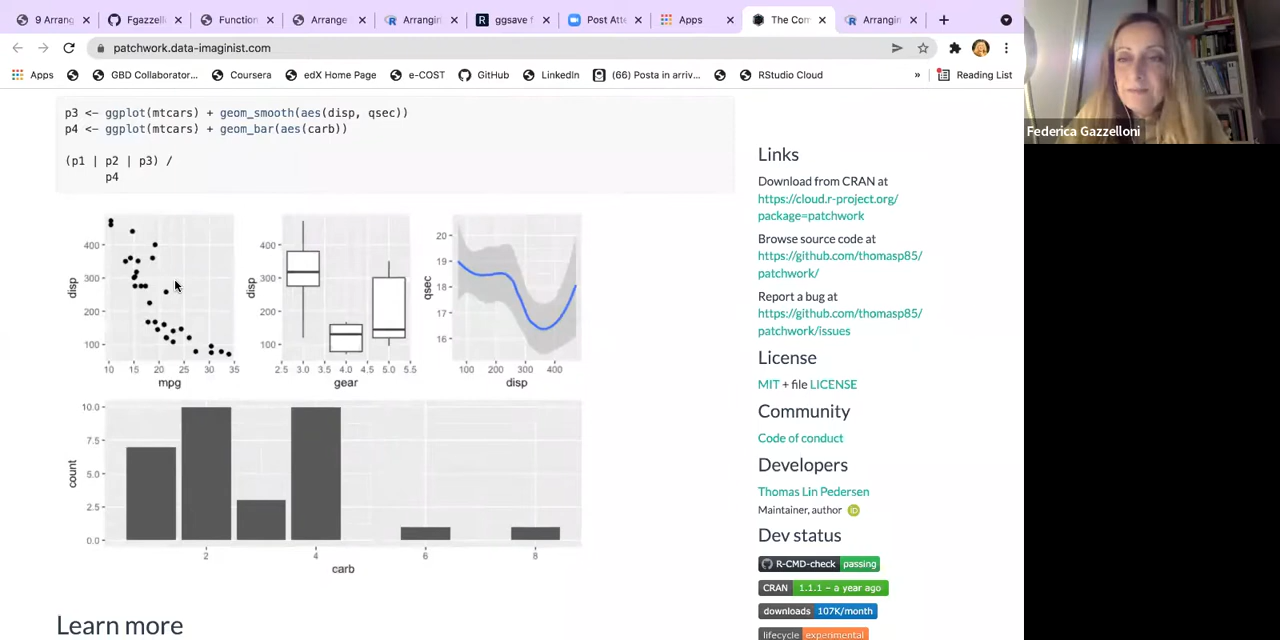 9 Arrang
Fgazzell
Function
Arrange
Arrangin
ggsave f
Post Atte
Apps
The Com
Arrangin
patchwork.data-imaginist.com
Apps
GBD Collaborator...
Coursera
edX Home Page
e-COST
GitHub
LinkedIn
(66) Posta in arriv...
RStudio Cloud
»
Reading List
p3 <- ggplot(mtcars) + geom_smooth(aes(disp, qsec))
p4 <- ggplot(mtcars) + geom_bar(aes(carb))
(p1 | p2 | p3) /
p4
disp
400
300
200
100
10 15 20 25 30 35
mpg
disp
400
300
200
100
2.5 3.0 3.5 4.0 4.5 5.0 5.5
gear
qsec
20
19
18
17
16
100 200 300 400
disp
count
10.0
7.5
5.0
2.5
0.0
2 4 6 8
carb
Learn more
Links
Download from CRAN at
https://cloud.r-project.org/
package=patchwork
Browse source code at
https://github.com/thomasp85/
patchwork/
Report a bug at
https://github.com/thomasp85/
patchwork/issues
License
MIT + file LICENSE
Community
Code of conduct
Developers
Thomas Lin Pedersen
Maintainer, author iD
Dev status
R-CMD-check passing
CRAN 1.1.1 – a year ago
downloads 107K/month
lifecycle experimental
Federica Gazzelloni